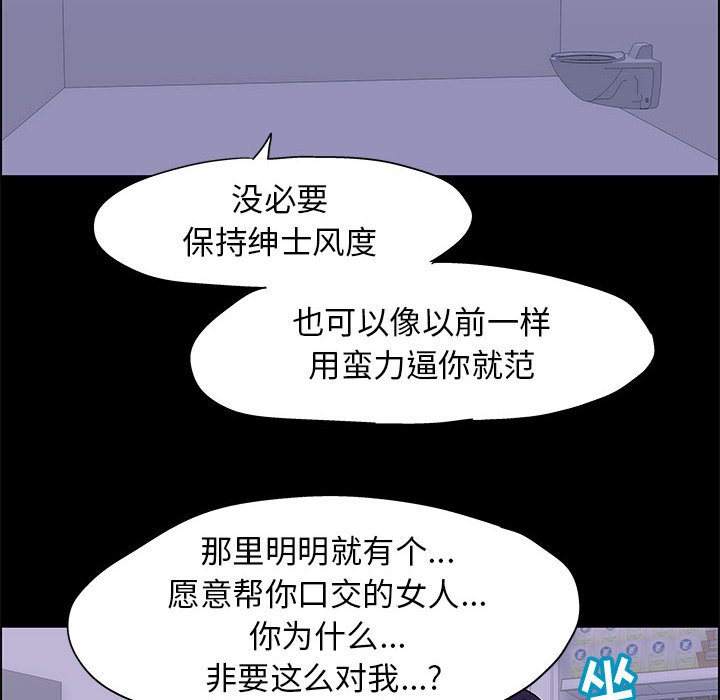 没必要
保持绅士风度
也可以像以前一样
用蛮力逼你就范
那里明明就有个...
愿意帮你口交的女人...
你为什么...
非要这么对我...?
坐